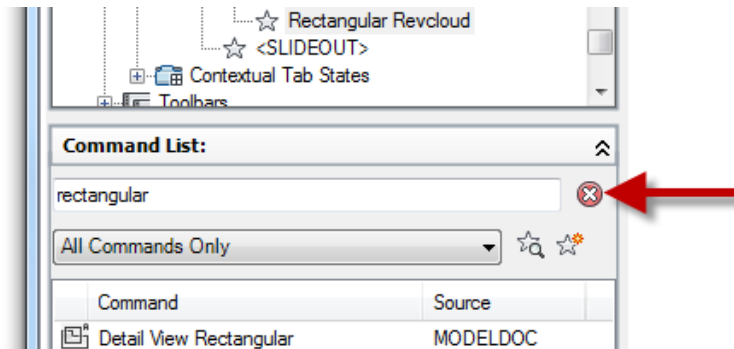 Rectangular Revcloud
<SLIDEOUT>
Contextual Tab States
Toolbars
Command List:
rectangular
All Commands Only
Command Source
Detail View Rectangular MODELDOC